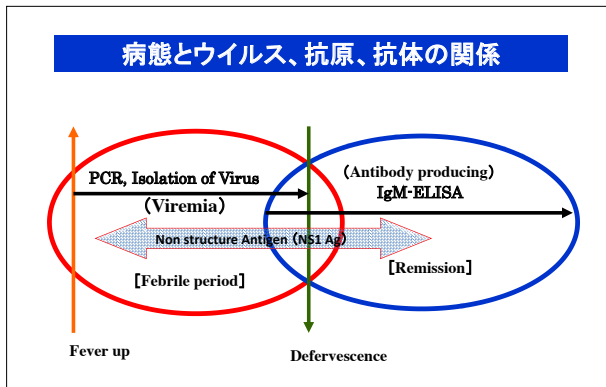 病態とウイルス、抗原、抗体の関係
PCR, Isolation of Virus
(Viremia)
(Antibody producing)
IgM-ELISA
Non structure Antigen (NS1 Ag)
[Febrile period]
[Remission]
Fever up
Defervescence